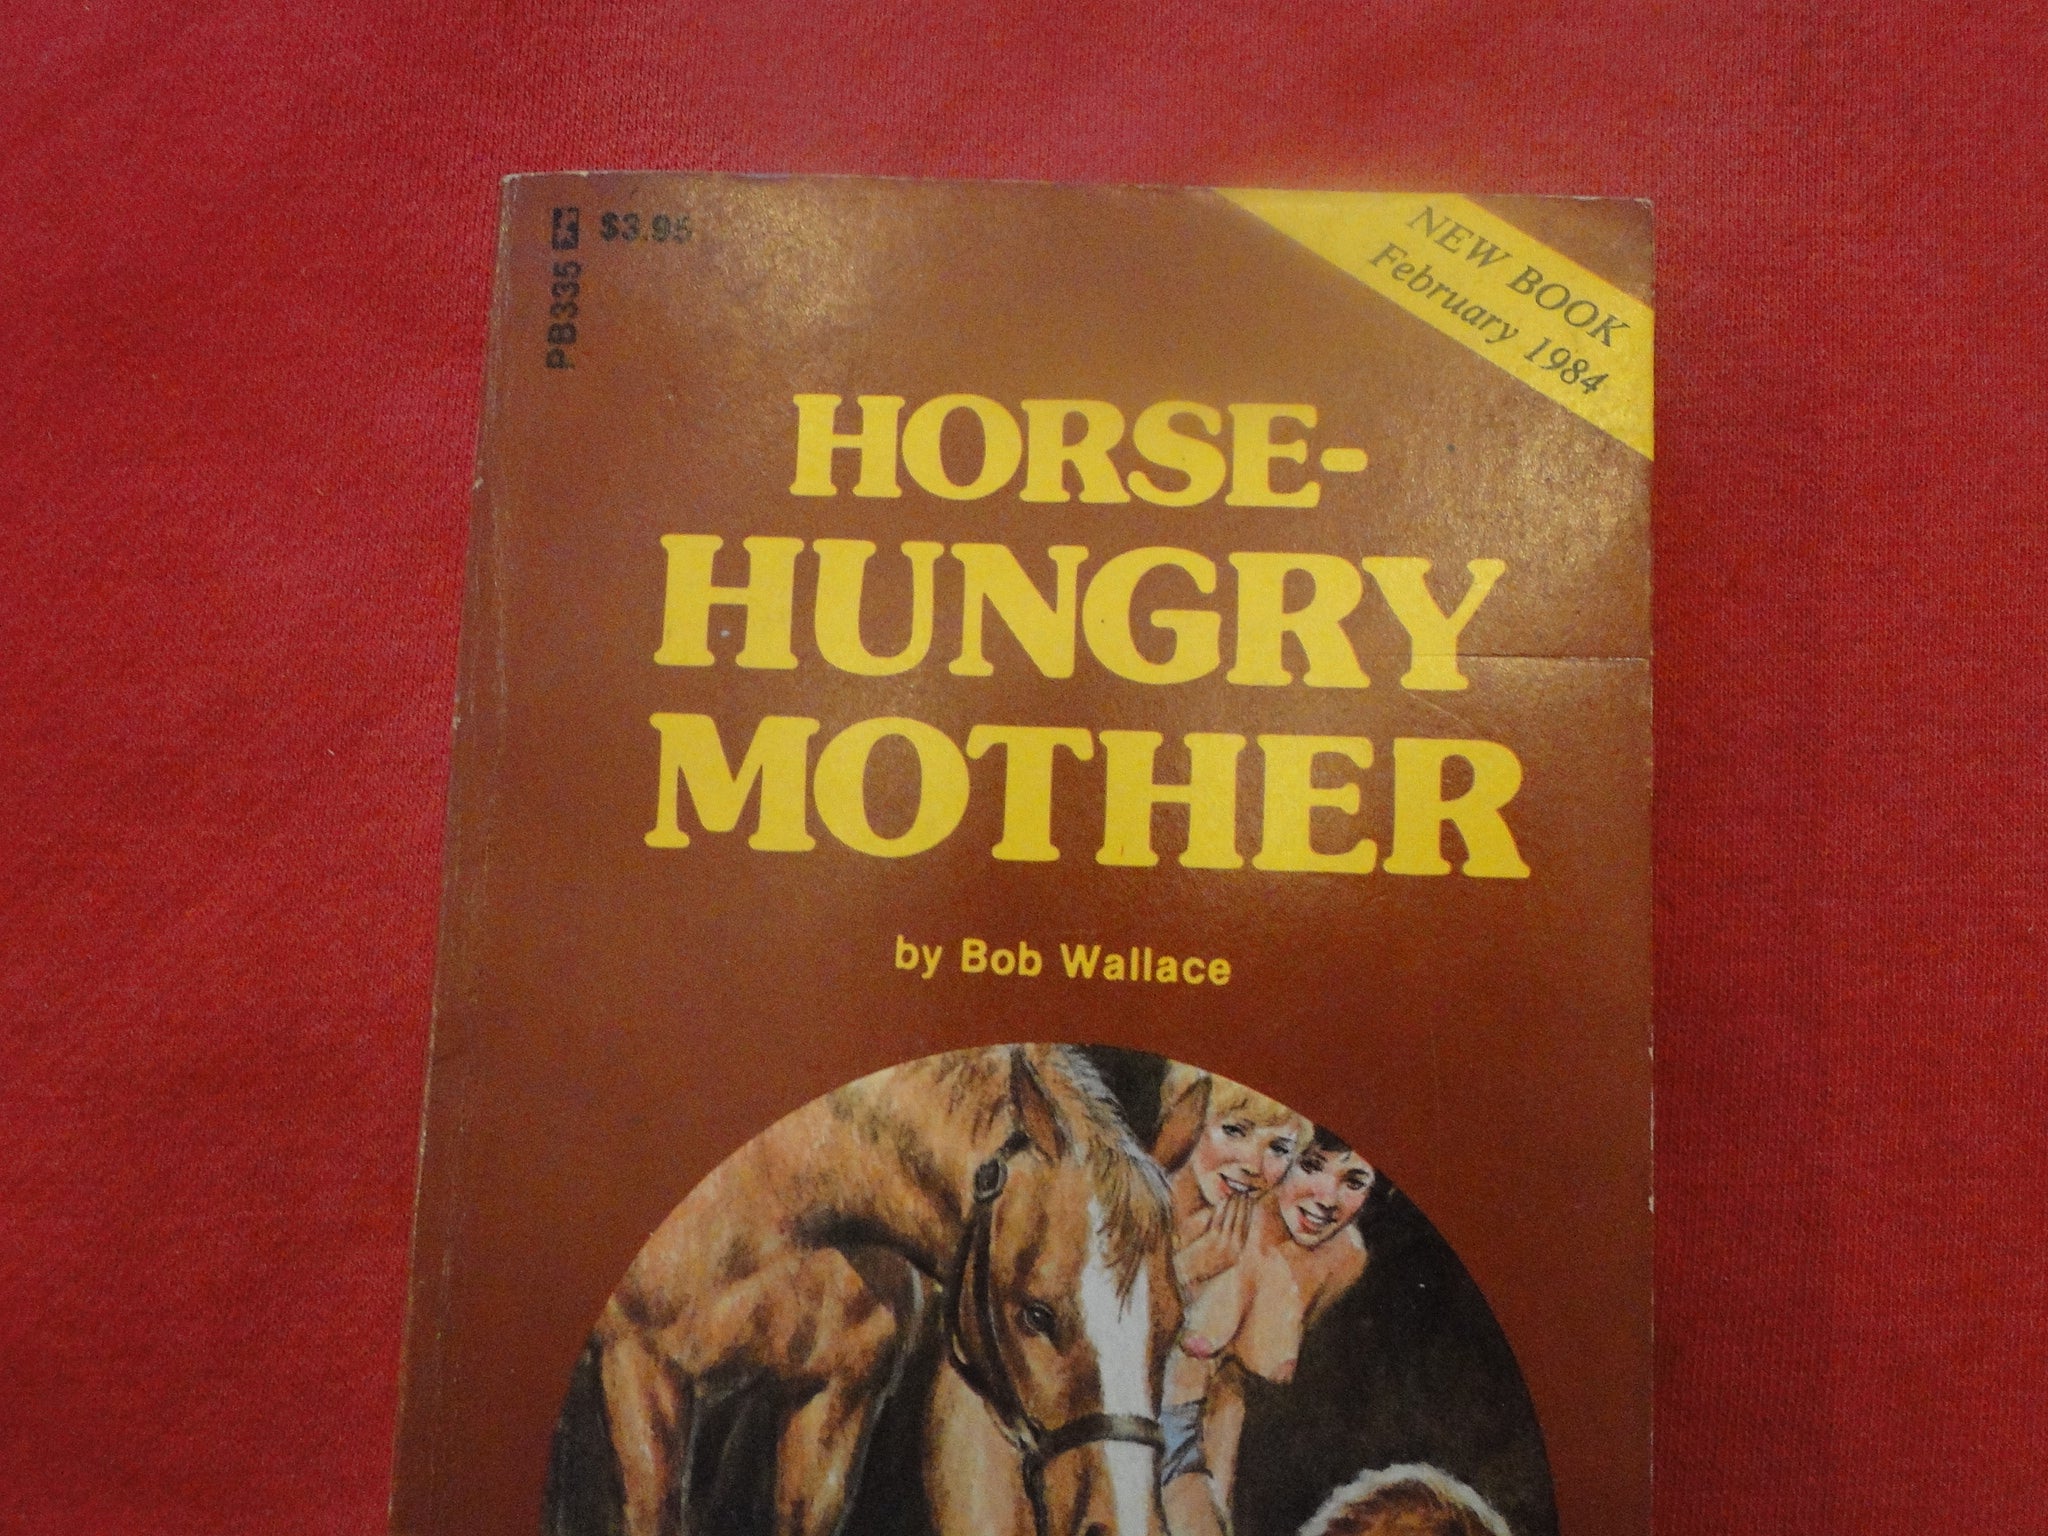 $3.95
PB335
NEW BOOK
February 1984
HORSE-
HUNGRY
MOTHER
by Bob Wallace